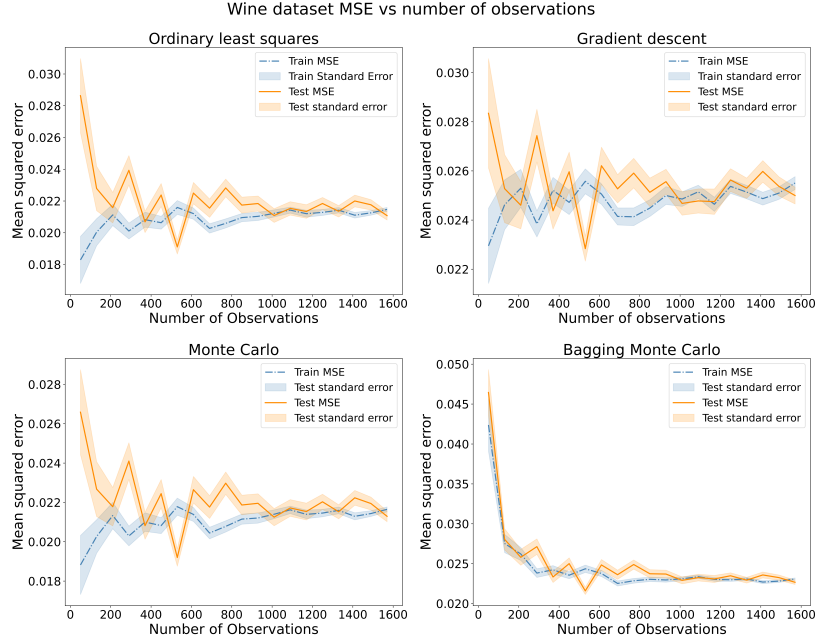 Wine dataset MSE vs number of observations
Ordinary least squares
Mean squared error
0.030
0.028
0.026
0.024
0.022
0.020
0.018
Train MSE
Train Standard Error
Test MSE
Test standard error
0 200 400 600 800 1000 1200 1400 1600
Number of Observations
Gradient descent
Mean squared error
0.030
0.028
0.026
0.024
0.022
Train MSE
Train standard error
Test MSE
Test standard error
0 200 400 600 800 1000 1200 1400 1600
Number of observations
Monte Carlo
Mean squared error
0.028
0.026
0.024
0.022
0.020
0.018
Train MSE
Test standard error
Test MSE
Test standard error
0 200 400 600 800 1000 1200 1400 1600
Number of Observations
Bagging Monte Carlo
Mean squared error
0.050
0.045
0.040
0.035
0.030
0.025
0.020
Train MSE
Test standard error
Test MSE
Test standard error
0 200 400 600 800 1000 1200 1400 1600
Number of Observations